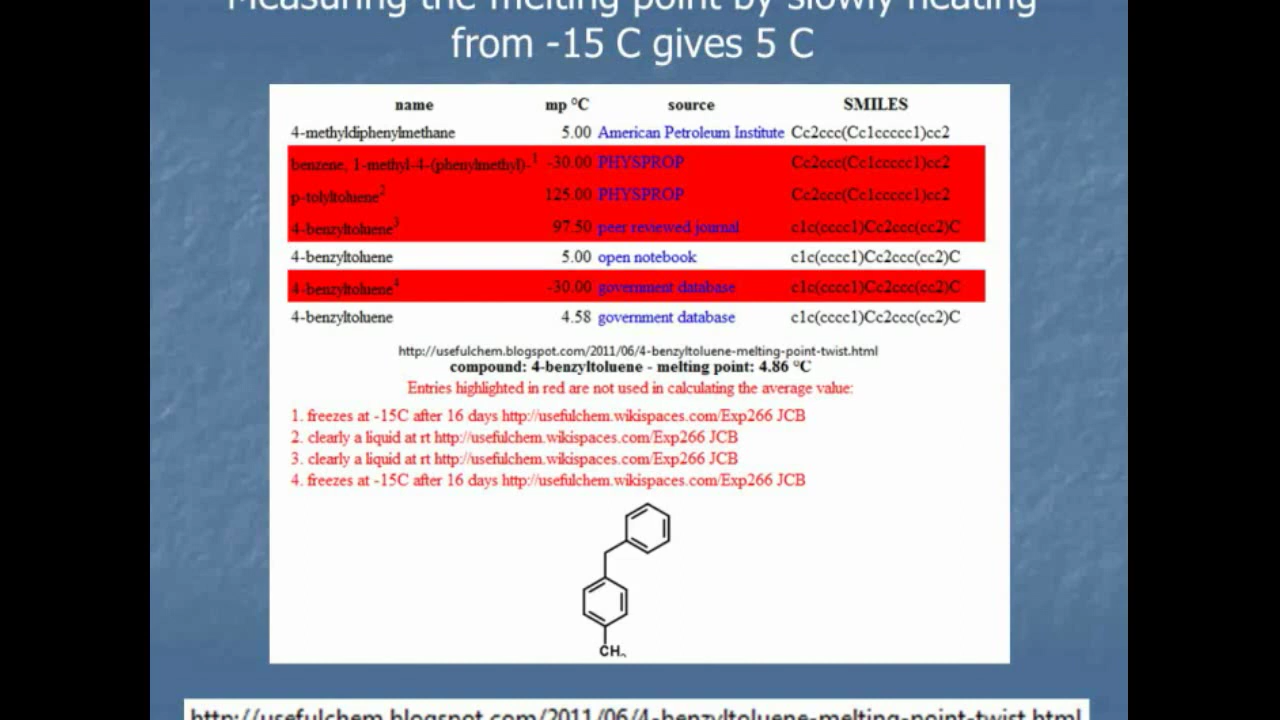 Measuring the melting point by slowly heating
from -15 C gives 5 C
name mp °C source SMILES
4-methyldiphenylmethane 5.00 American Petroleum Institute Cc2ccc(Cc1ccccc1)cc2
benzene, 1-methyl-4-(phenylmethyl)-1 -30.00 PHYSPROP Cc2ccc(Cc1ccccc1)cc2
p-tolyltoluene2 125.00 PHYSPROP Cc2ccc(Cc1ccccc1)cc2
4-benzyltoluene3 97.50 peer reviewed journal c1c(cccc1)Cc2ccc(cc2)C
4-benzyltoluene 5.00 open notebook c1c(cccc1)Cc2ccc(cc2)C
4-benzyltoluene4 -30.00 government database c1c(cccc1)Cc2ccc(cc2)C
4-benzyltoluene 4.58 government database c1c(cccc1)Cc2ccc(cc2)C
http://usefulchem.blogspot.com/2011/06/4-benzyltoluene-melting-point-twist.html
compound: 4-benzyltoluene - melting point: 4.86 °C
Entries highlighted in red are not used in calculating the average value:
1. freezes at -15C after 16 days http://usefulchem.wikispaces.com/Exp266 JCB
2. clearly a liquid at rt http://usefulchem.wikispaces.com/Exp266 JCB
3. clearly a liquid at rt http://usefulchem.wikispaces.com/Exp266 JCB
4. freezes at -15C after 16 days http://usefulchem.wikispaces.com/Exp266 JCB
CH
http://usefulchem.blogspot.com/2011/06/4-benzyltoluene-melting-point-twist.html